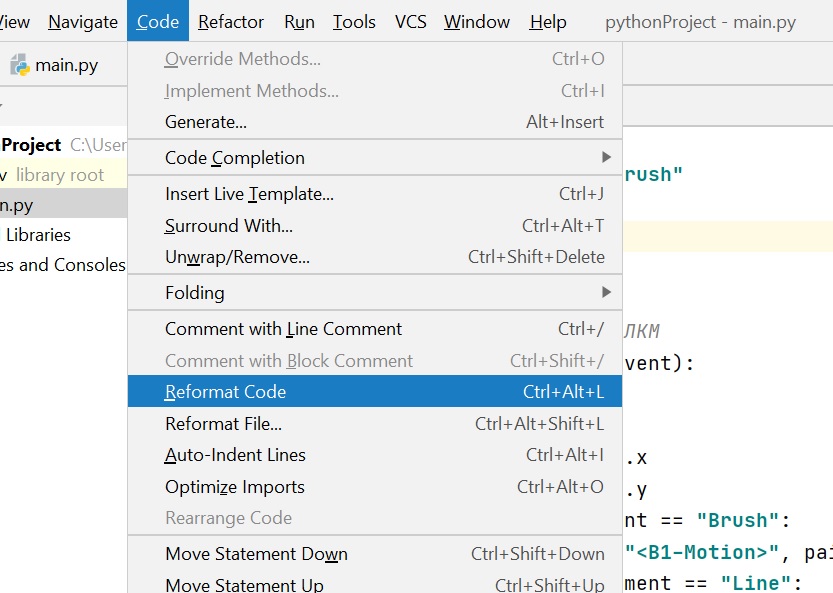 View Navigate Code Refactor Run Tools VCS Window Help pythonProject - main.py
main.py
Override Methods... Ctrl+O
Implement Methods... Ctrl+I
Generate... Alt+Insert
Project C:\User
Code Completion
v library root
rush"
n.py
Insert Live Template... Ctrl+J
Surround With... Ctrl+Alt+T
Libraries
Unwrap/Remove... Ctrl+Shift+Delete
es and Consoles
Folding
Comment with Line Comment Ctrl+/
ЛКМ
Comment with Block Comment Ctrl+Shift+/
vent):
Reformat Code Ctrl+Alt+L
Reformat File... Ctrl+Alt+Shift+L
Auto-Indent Lines Ctrl+Alt+I
.x
Optimize Imports Ctrl+Alt+O
.y
Rearrange Code
nt == "Brush":
Move Statement Down Ctrl+Shift+Down
"<B1-Motion>", pai
Move Statement Up Ctrl+Shift+Up
ment == "Line":